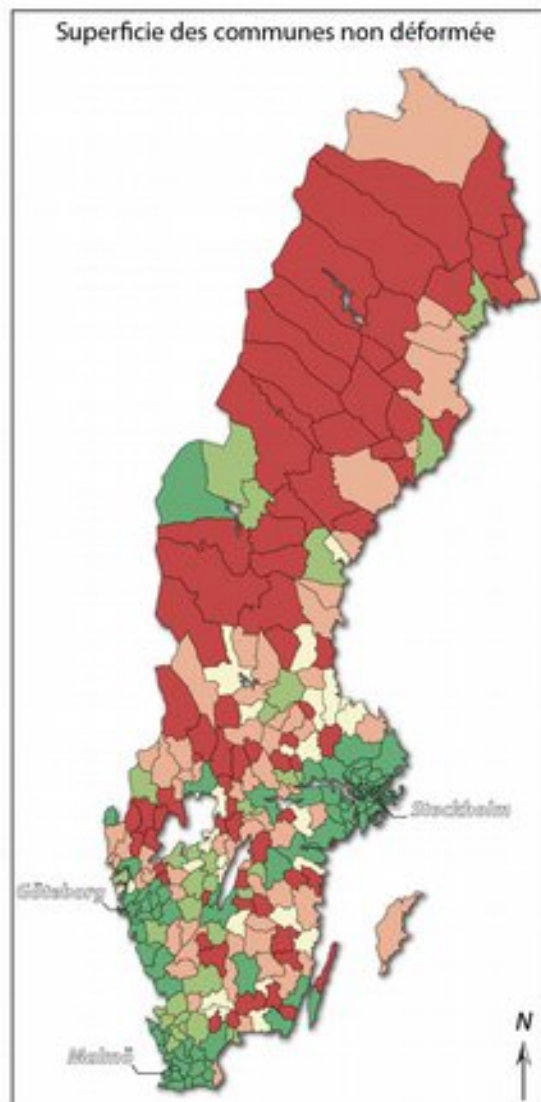 Superficie des communes non déformée
Stockholm
Göteborg
Malmö
N